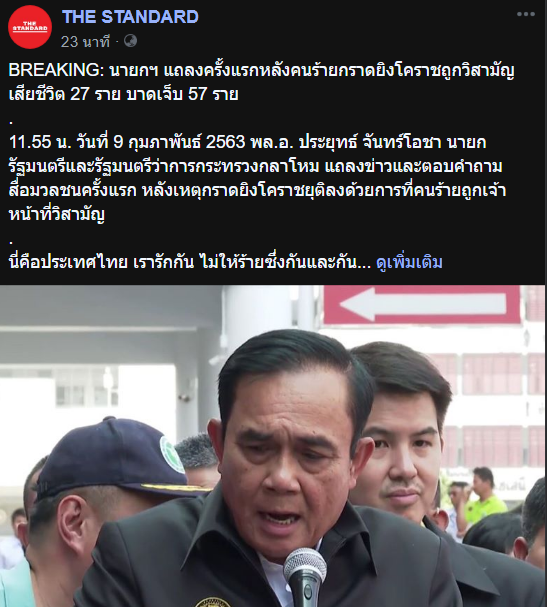 THE STANDARD
THE STANDARD
23 นาที ·
BREAKING: นายกฯ แถลงครั้งแรกหลังคนร้ายกราดยิงโคราชถูกวิสามัญ
เสียชีวิต 27 ราย บาดเจ็บ 57 ราย
.
11.55 น. วันที่ 9 กุมภาพันธ์ 2563 พล.อ. ประยุทธ์ จันทร์โอชา นายก
รัฐมนตรีและรัฐมนตรีว่าการกระทรวงกลาโหม แถลงข่าวและตอบคำถาม
สื่อมวลชนครั้งแรก หลังเหตุกราดยิงโคราชยุติลงด้วยการที่คนร้ายถูกเจ้า
หน้าที่วิสามัญ
.
นี่คือประเทศไทย เรารักกัน ไม่ให้ร้ายซึ่งกันและกัน... ดูเพิ่มเติม